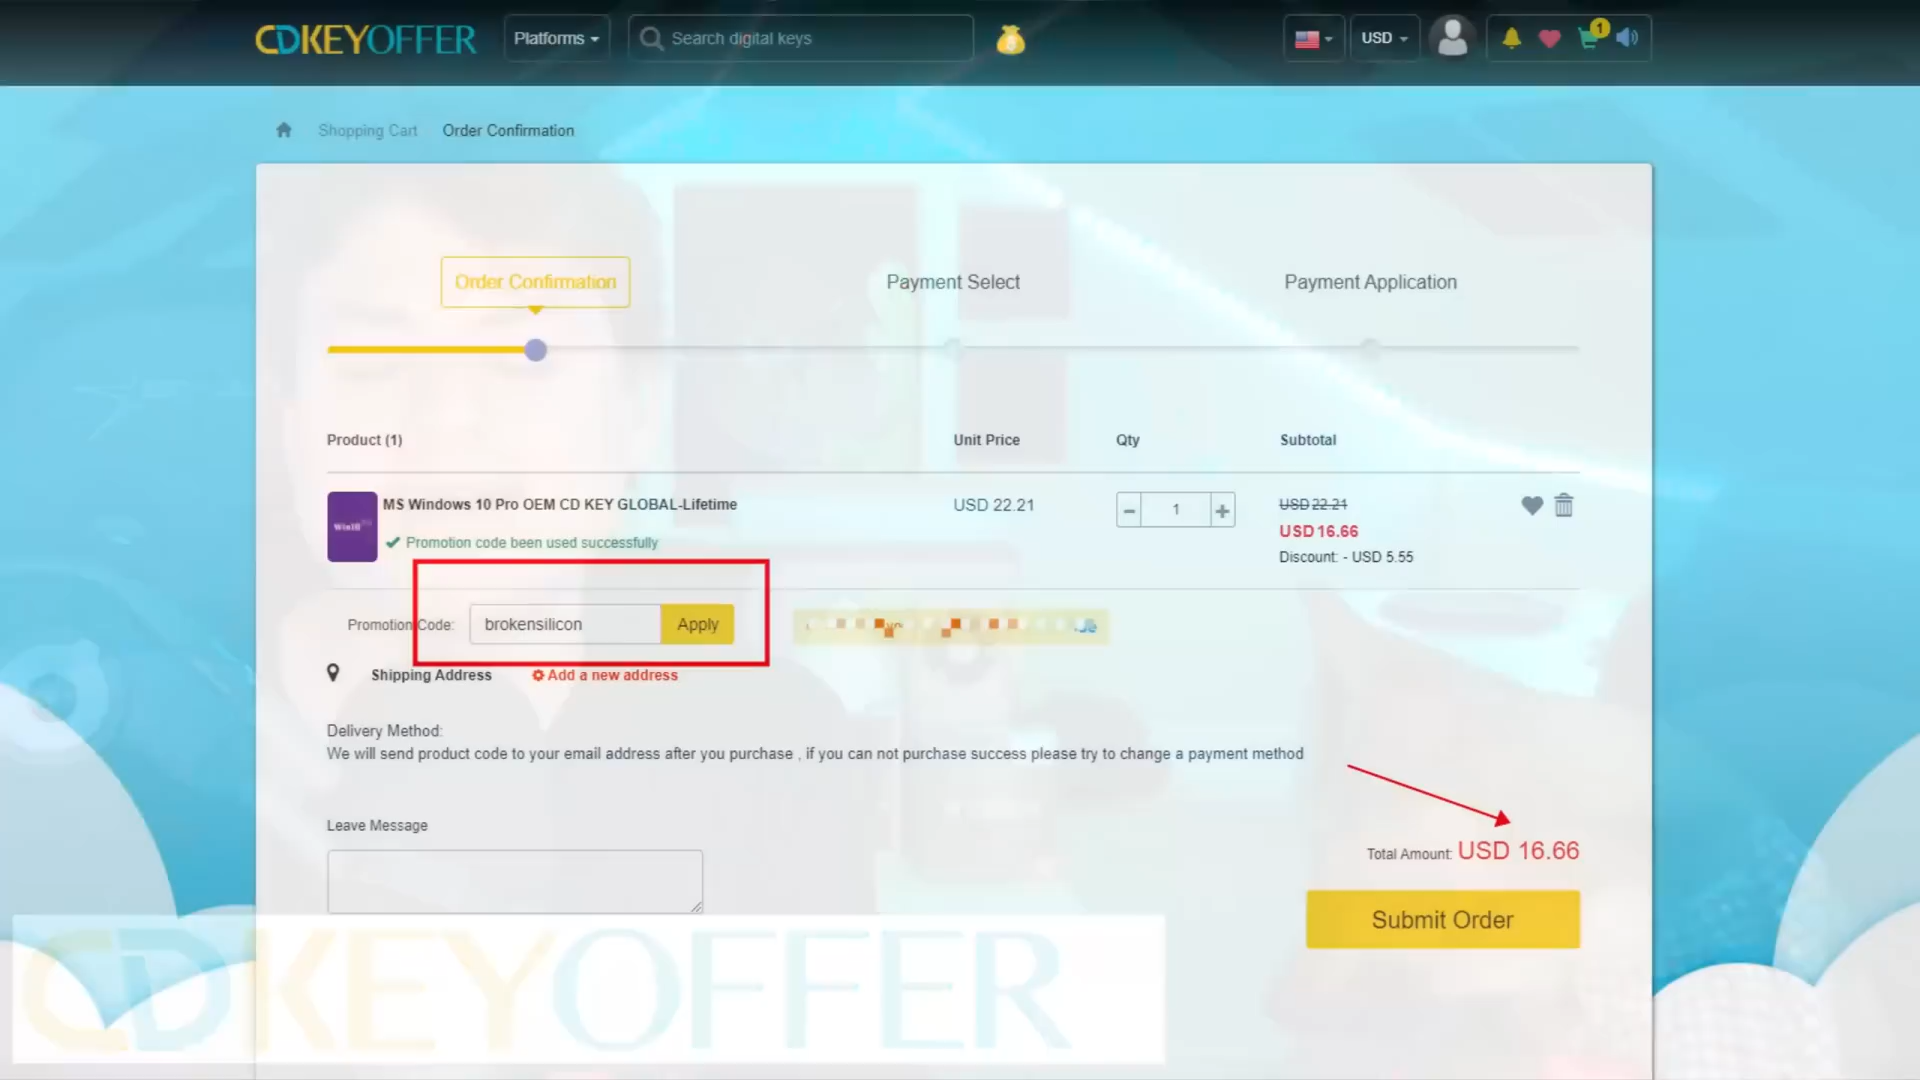 CDKEYOFFER
Platforms
Search digital keys
USD
1
Shopping Cart
Order Confirmation
Order Confirmation
Payment Select
Payment Application
Product (1)
Unit Price
Qty
Subtotal
Win10
MS Windows 10 Pro OEM CD KEY GLOBAL-Lifetime
USD 22.21
1
USD 22.21
Promotion code been used successfully
USD 16.66
Discount: - USD 5.55
Promotion Code:
brokensilicon
Apply
Shipping Address
Add a new address
Delivery Method:
We will send product code to your email address after you purchase , if you can not purchase success please try to change a payment method
Leave Message
Total Amount: USD 16.66
Submit Order
CDKEYOFFER